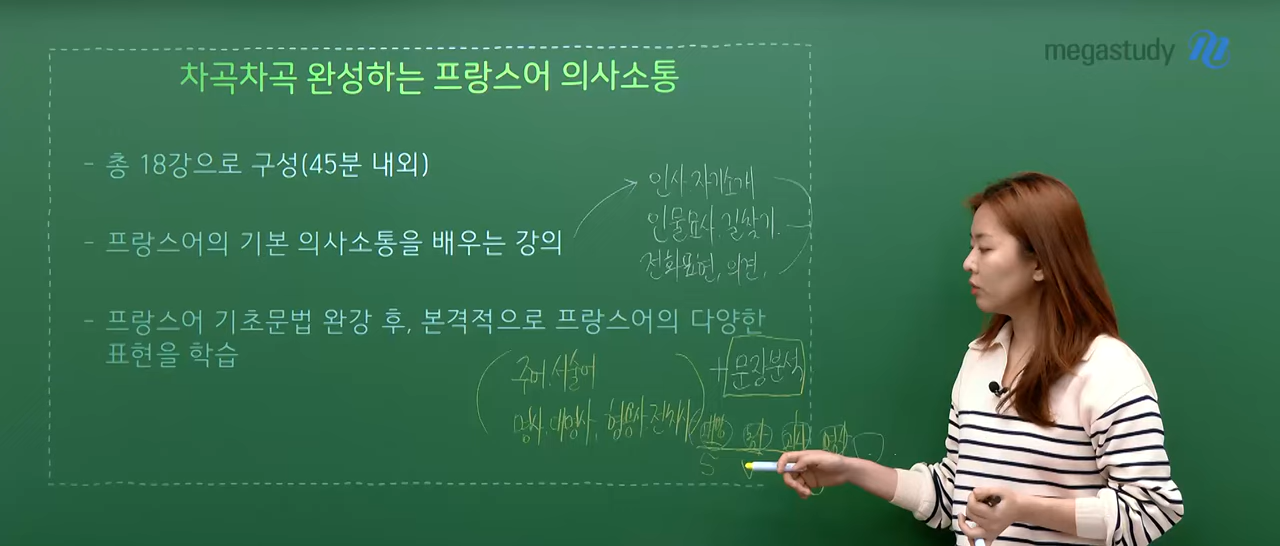 megastudy
차곡차곡 완성하는 프랑스어 의사소통
- 총 18강으로 구성(45분 내외)
- 프랑스어의 기본 의사소통을 배우는 강의
인사 자기소개
인물묘사. 길찾기.
전화표현, 의견,
- 프랑스어 기초문법 완강 후, 본격적으로 프랑스어의 다양한
표현을 학습
+ 문장분석
주어. 서술어
명사. 대명사, 형용사. 전치사
S